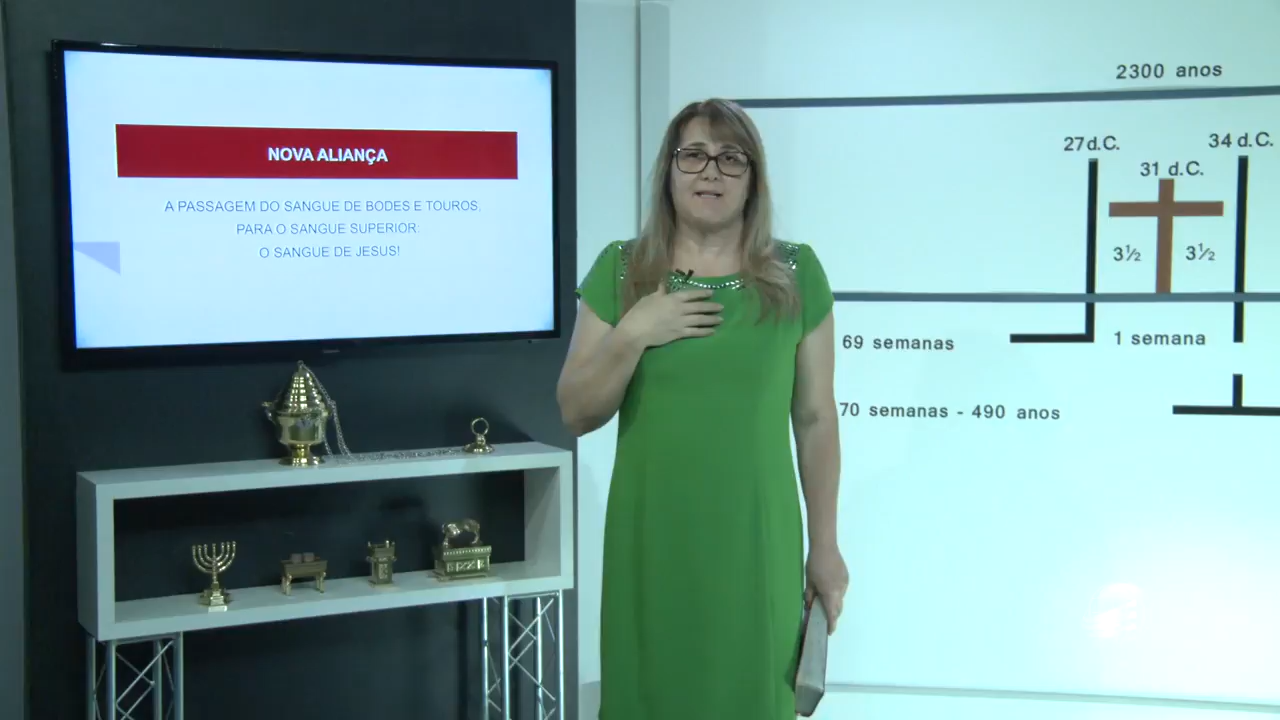 NOVA ALIANÇA
A PASSAGEM DO SANGUE DE BODES E TOUROS,
PARA O SANGUE SUPERIOR:
O SANGUE DE JESUS!
2300 anos
27 d.C.
34 d.C.
31 d.C.
3½
3½
69 semanas
1 semana
70 semanas - 490 anos